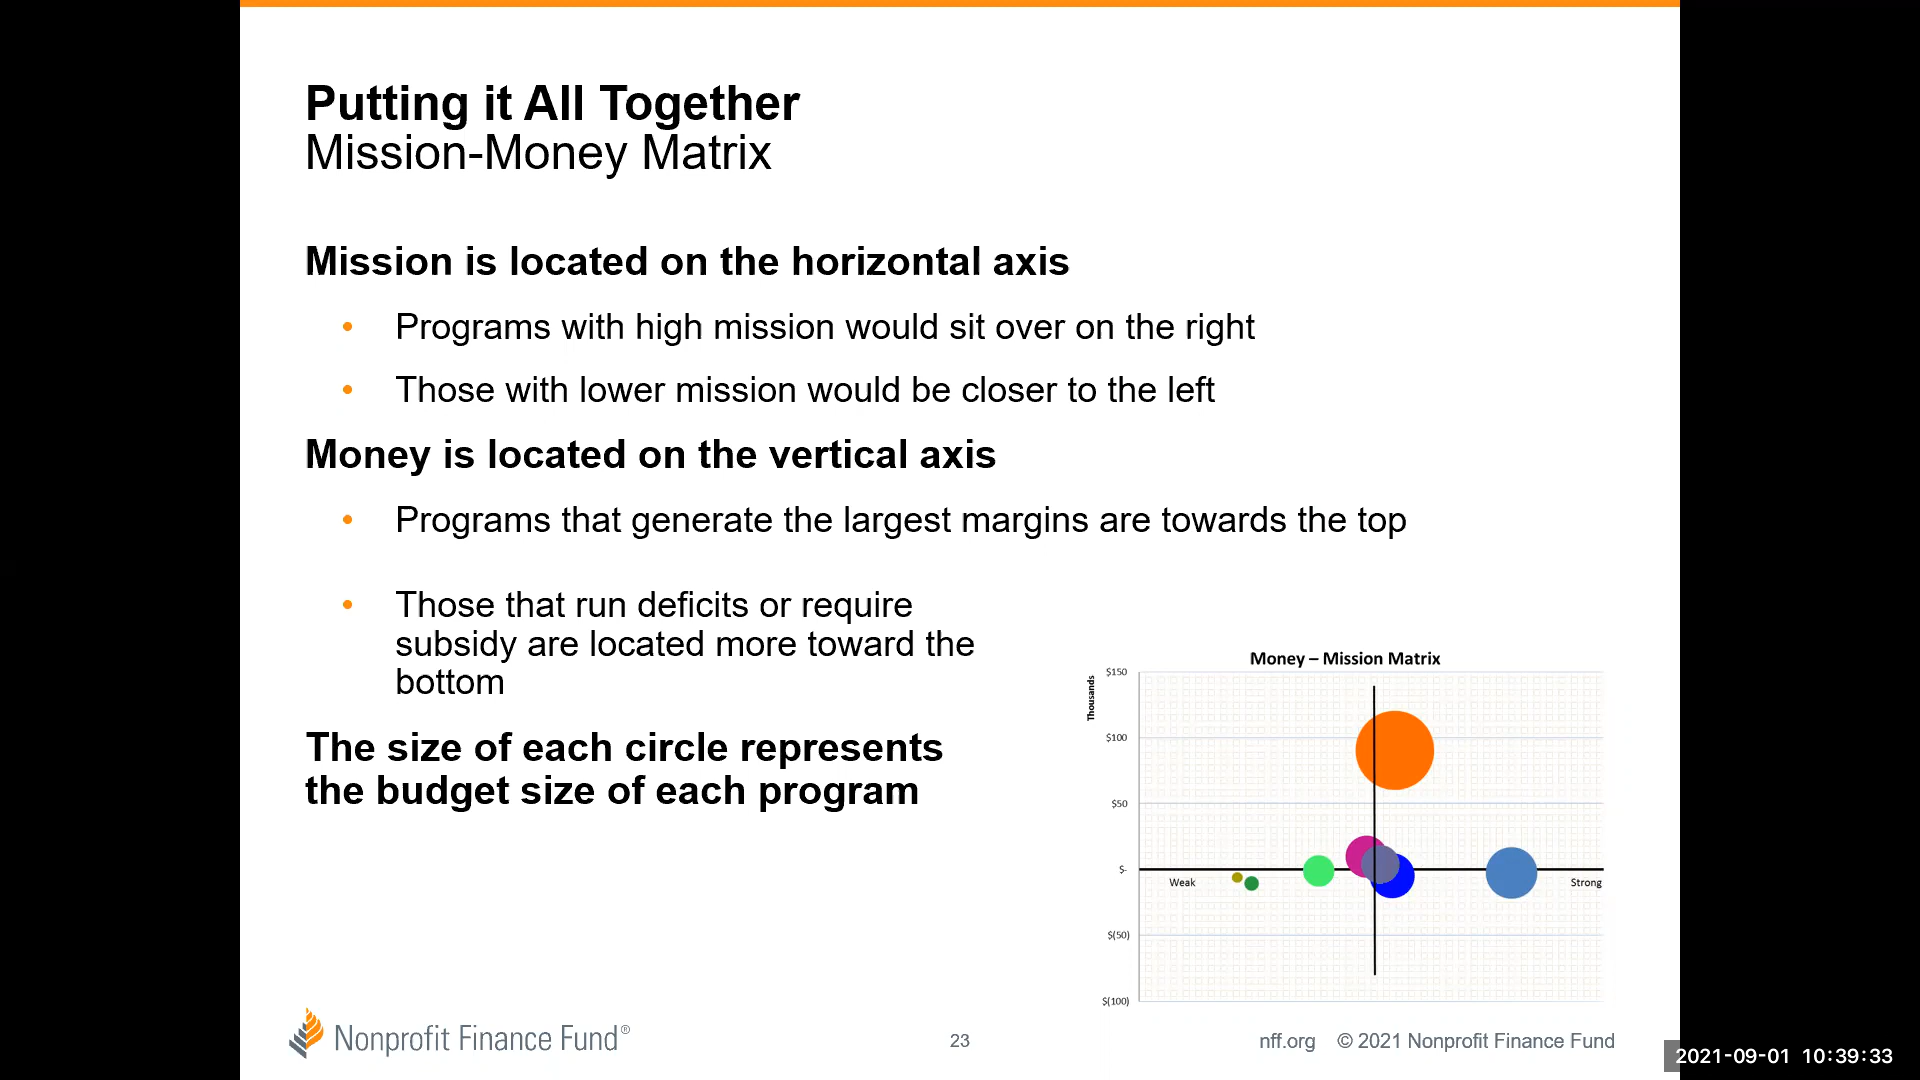 Putting it All Together
Mission-Money Matrix
Mission is located on the horizontal axis
• Programs with high mission would sit over on the right
• Those with lower mission would be closer to the left
Money is located on the vertical axis
• Programs that generate the largest margins are towards the top
• Those that run deficits or require
subsidy are located more toward the
bottom
The size of each circle represents
the budget size of each program
Money – Mission Matrix
Thousands
$150
$100
$50
$-
Weak
Strong
$(50)
$(100)
Nonprofit Finance Fund®
23
nff.org © 2021 Nonprofit Finance Fund
2021-09-01 10:39:33